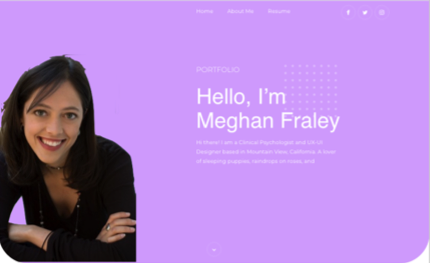 Home About Me Resume
PORTFOLIO
Hello, I'm
Meghan Fraley
Hi there! I am a Clinical Psychologist and UX-UI
Designer based in Mountain View, California. A lover
of sleeping puppies, raindrops on roses, and